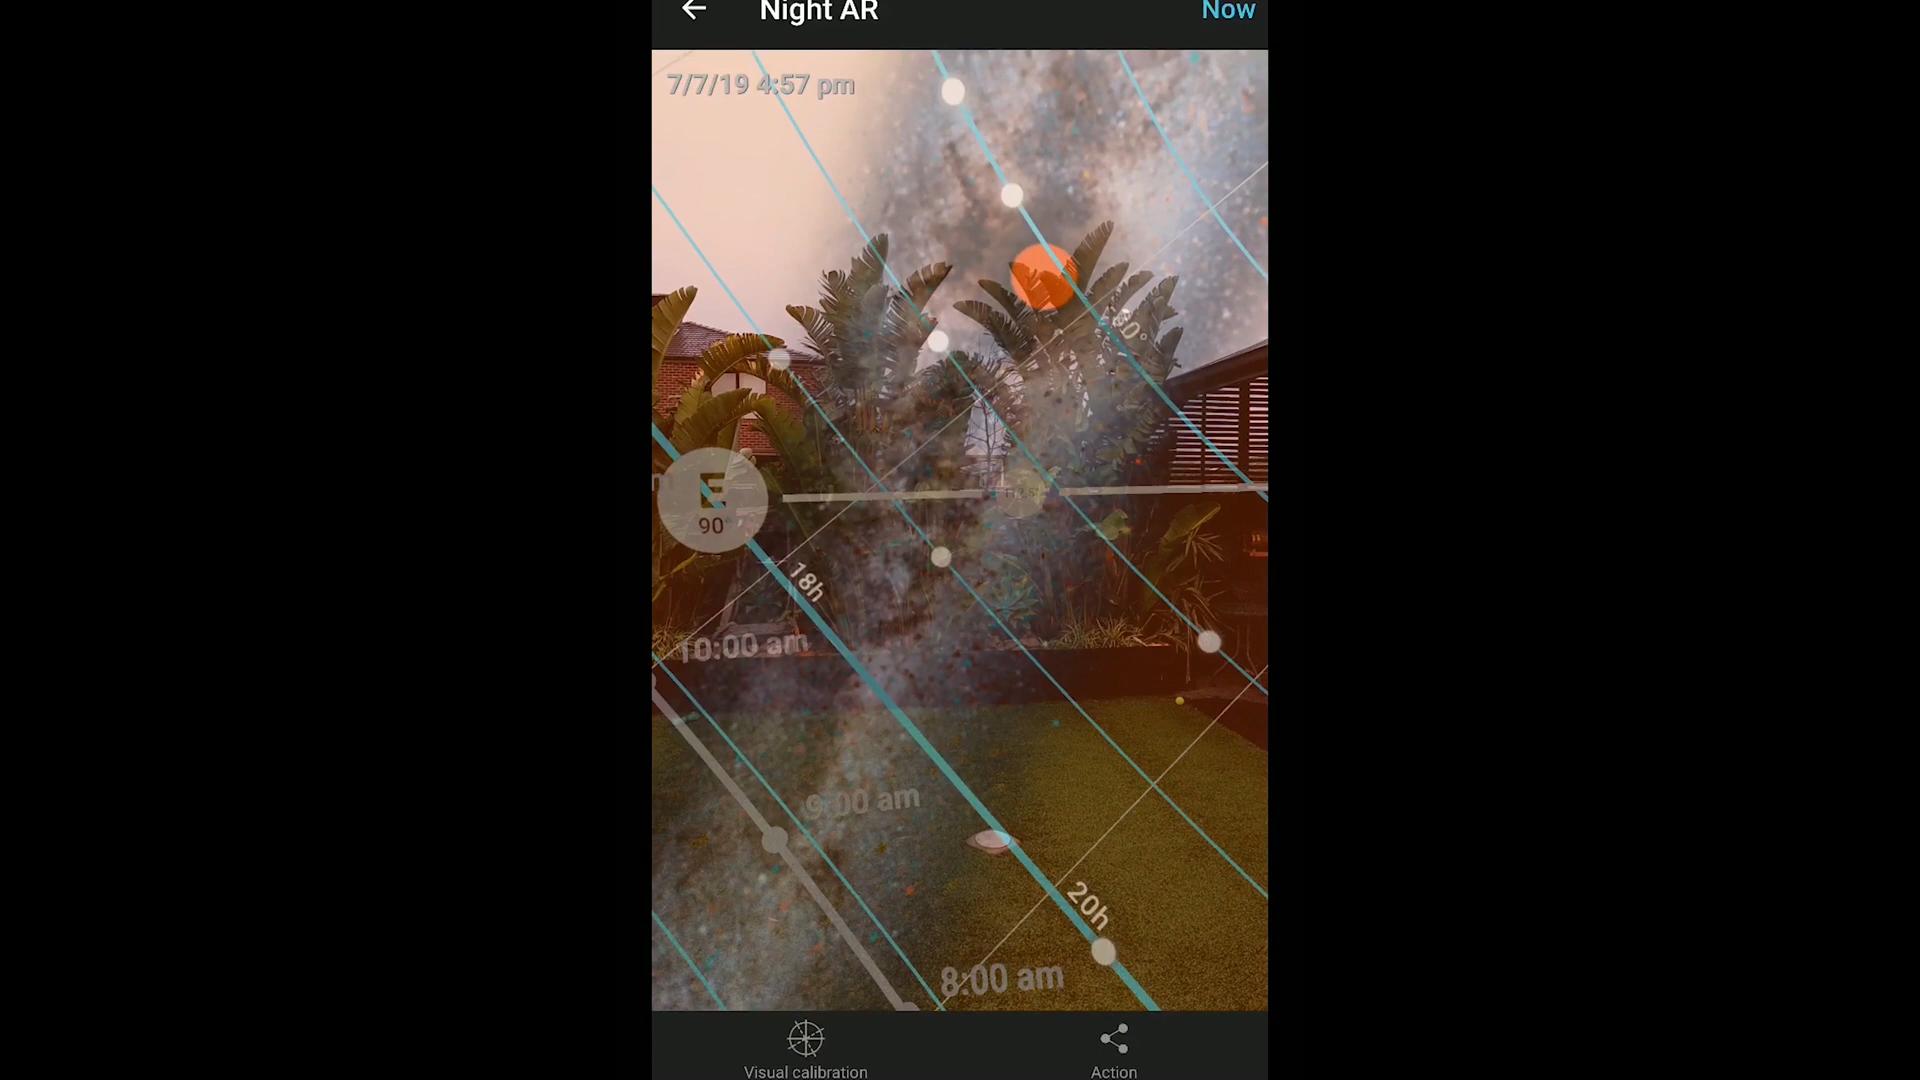 Night AR
Now
7/7/19 4:57 pm
60°
E
90
18h
10:00 am
9:00 am
20h
8:00 am
Visual calibration
Action